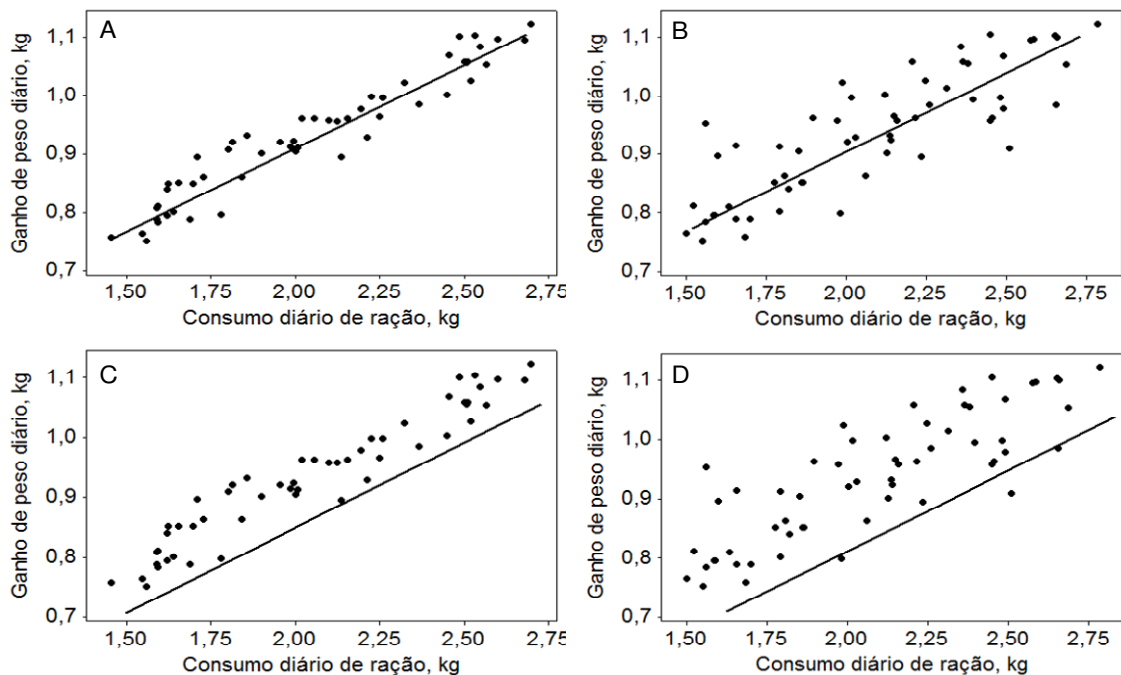 A
Ganho de peso diário, kg
1,1
1,0
0,9
0,8
0,7
1,50 1,75 2,00 2,25 2,50 2,75
Consumo diário de ração, kg
B
Ganho de peso diário, kg
1,1
1,0
0,9
0,8
0,7
1,50 1,75 2,00 2,25 2,50 2,75
Consumo diário de ração, kg
C
Ganho de peso diário, kg
1,1
1,0
0,9
0,8
0,7
1,50 1,75 2,00 2,25 2,50 2,75
Consumo diário de ração, kg
D
Ganho de peso diário, kg
1,1
1,0
0,9
0,8
0,7
1,50 1,75 2,00 2,25 2,50 2,75
Consumo diário de ração, kg